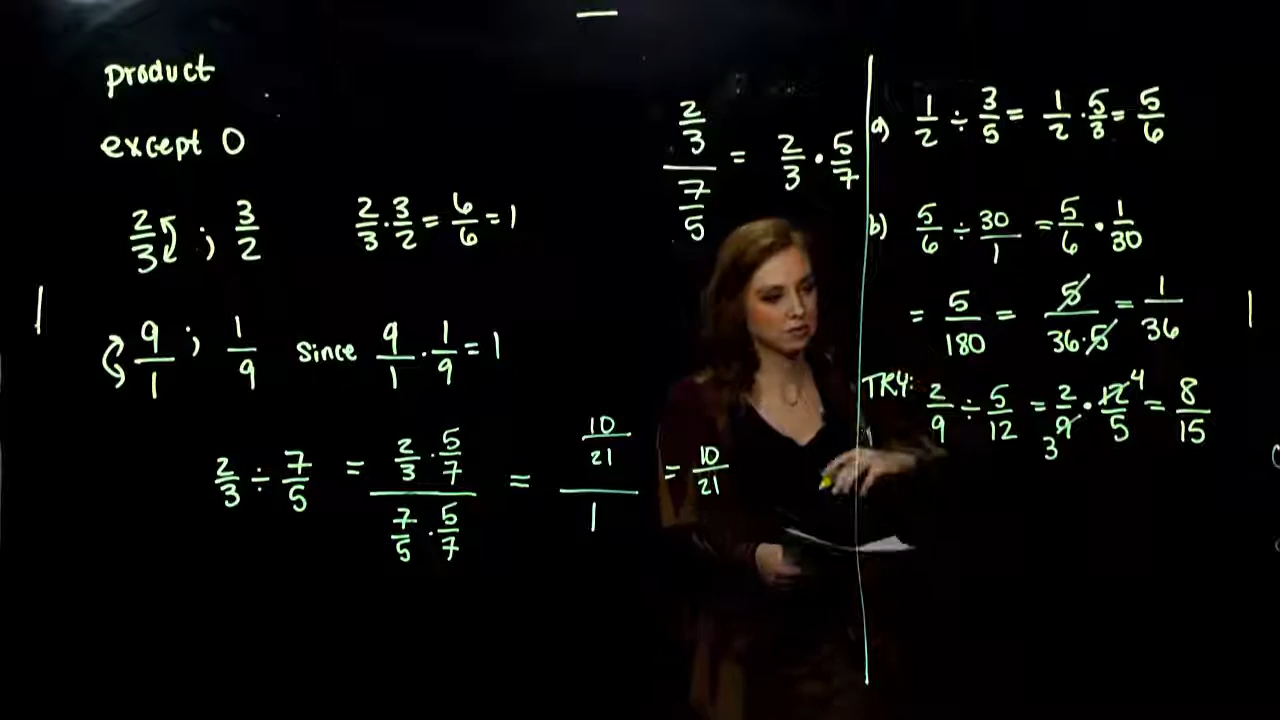 product
except 0
2/3 ; 3/2    2/3 · 3/2 = 6/6 = 1
9/1 ; 1/9    since 9/1 · 1/9 = 1
2/3 ÷ 7/5 = (2/3 · 5/7)/(7/5 · 5/7) = (10/21)/1 = 10/21
(2/3)/(7/5) = 2/3 · 5/7
a) 1/2 ÷ 3/5 = 1/2 · 5/3 = 5/6
b) 5/6 ÷ 30/1 = 5/6 · 1/30
= 5/180 = 5/(36·5) = 1/36
TRY: 2/9 ÷ 5/12 = 2/9 · 12/5 = 8/15
3 4